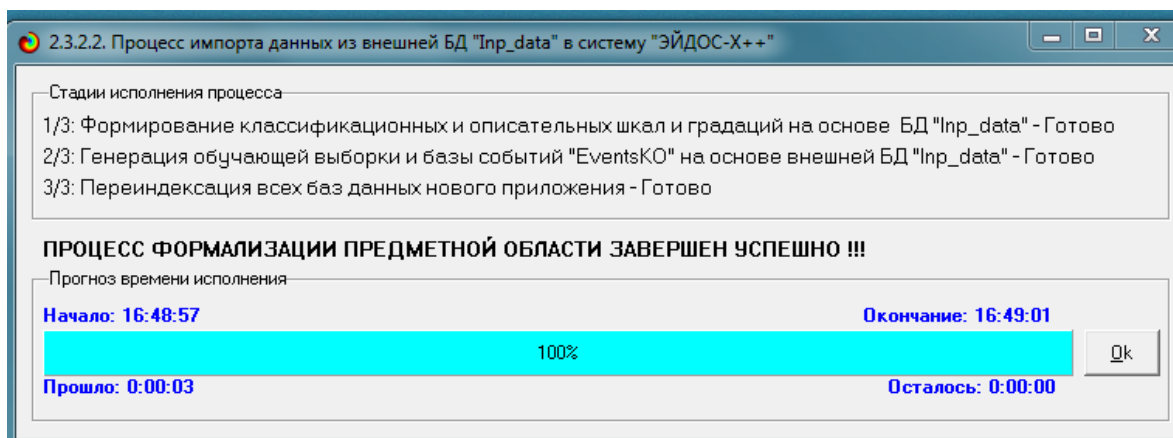 2.3.2.2. Процесс импорта данных из внешней БД "Inp_data" в систему "ЭЙДОС-X++"
Стадии исполнения процесса
1/3: Формирование классификационных и описательных шкал и градаций на основе БД "Inp_data" - Готово
2/3: Генерация обучающей выборки и базы событий "EventsKO" на основе внешней БД "Inp_data" - Готово
3/3: Переиндексация всех баз данных нового приложения - Готово
ПРОЦЕСС ФОРМАЛИЗАЦИИ ПРЕДМЕТНОЙ ОБЛАСТИ ЗАВЕРШЕН УСПЕШНО !!!
Прогноз времени исполнения
Начало: 16:48:57 Окончание: 16:49:01
100% Ok
Прошло: 0:00:03 Осталось: 0:00:00